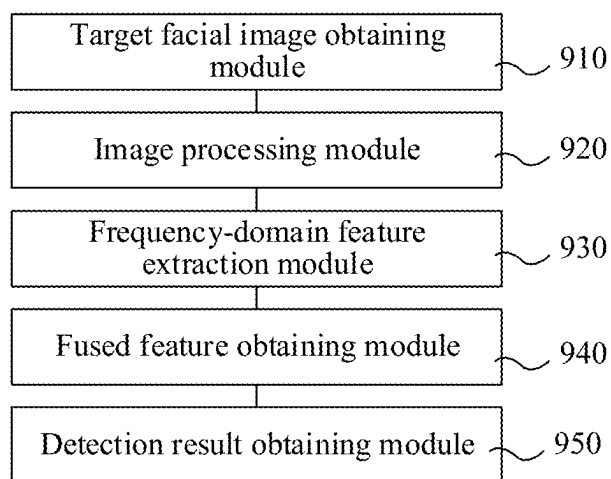 Target facial image obtaining
module
910
Image processing module
920
Frequency-domain feature
extraction module
930
Fused feature obtaining module
940
Detection result obtaining module
950